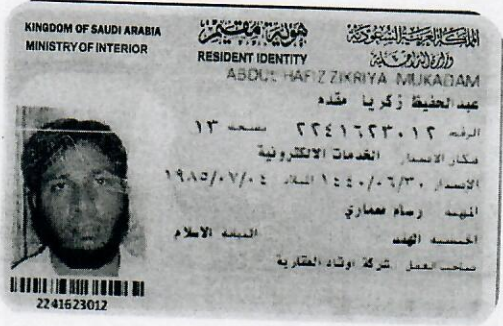 KINGDOM OF SAUDI ARABIA
MINISTRY OF INTERIOR
هوية مقيم
RESIDENT IDENTITY
المملكة العربية السعودية
وزارة الداخلية
ABDUL HAFIZ ZIKRIYA MUKADAM
عبدالحفيظ زكريا مقدم
الرقم ٢٢٤١٦٢٣٠١٢ نسخة ١٣
مكان الاصدار الخدمات الالكترونية
الإصدار ١٤٤٠/٠٦/٣٠ الميلاد ١٩٨٥/٠٧/٠٤
المهنة رسام معماري
الجنسية الهند الديانة الاسلام
صاحب العمل شركة اوتاد العقارية
2241623012